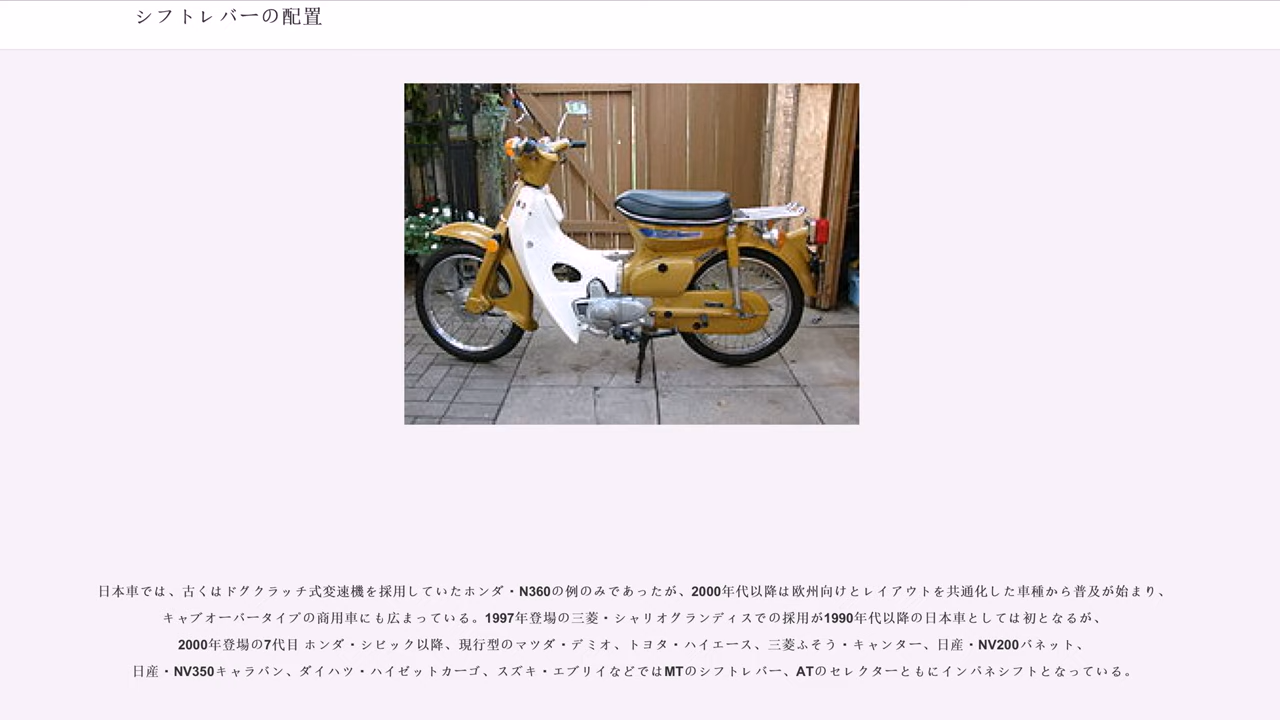 シフトレバーの配置
日本車では、古くはドグクラッチ式変速機を採用していたホンダ・N360の例のみであったが、2000年代以降は欧州向けとレイアウトを共通化した車種から普及が始まり、
キャブオーバータイプの商用車にも広まっている。1997年登場の三菱・シャリオグランディスでの採用が1990年代以降の日本車としては初となるが、
2000年登場の7代目 ホンダ・シビック以降、現行型のマツダ・デミオ、トヨタ・ハイエース、三菱ふそう・キャンター、日産・NV200バネット、
日産・NV350キャラバン、ダイハツ・ハイゼットカーゴ、スズキ・エブリイなどではMTのシフトレバー、ATのセレクターともにインパネシフトとなっている。